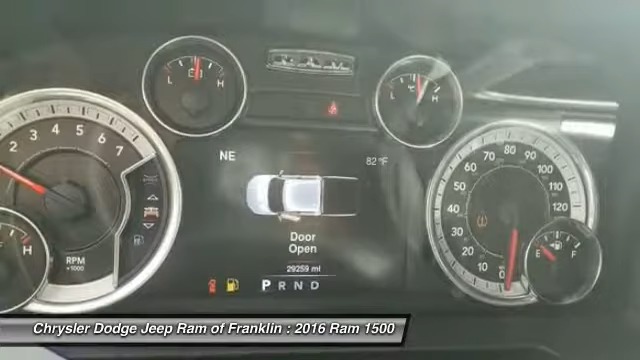 L H
RAM
L °C H
NE
82 °F
2 3 4 5 6 7
RPM
x1000
H
Door
Open
29259 mi
P R N D
10 20 30 40 50 60 70 80 90 100 110 120
E F
Chrysler Dodge Jeep Ram of Franklin : 2016 Ram 1500